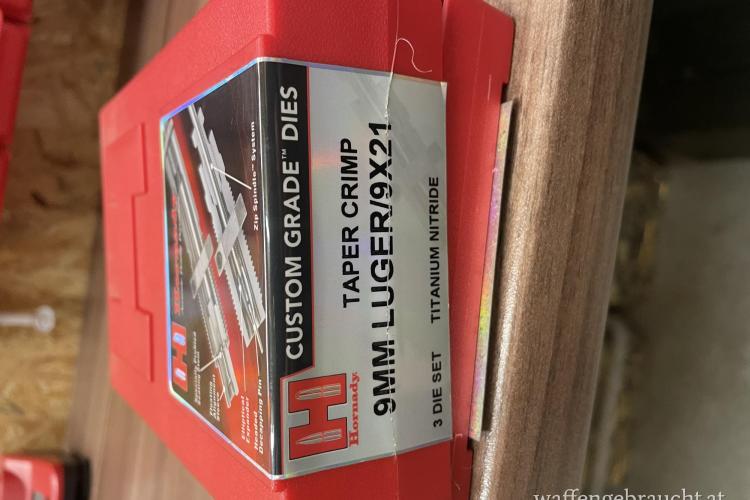 CUSTOM GRADE™ DIES
Zip Spindle™ System
Elliptical
Expander
Headed
Decapping Pin
H
Hornady
TAPER CRIMP
9MM LUGER/9X21
3 DIE SET TITANIUM NITRIDE
waffengebraucht.at